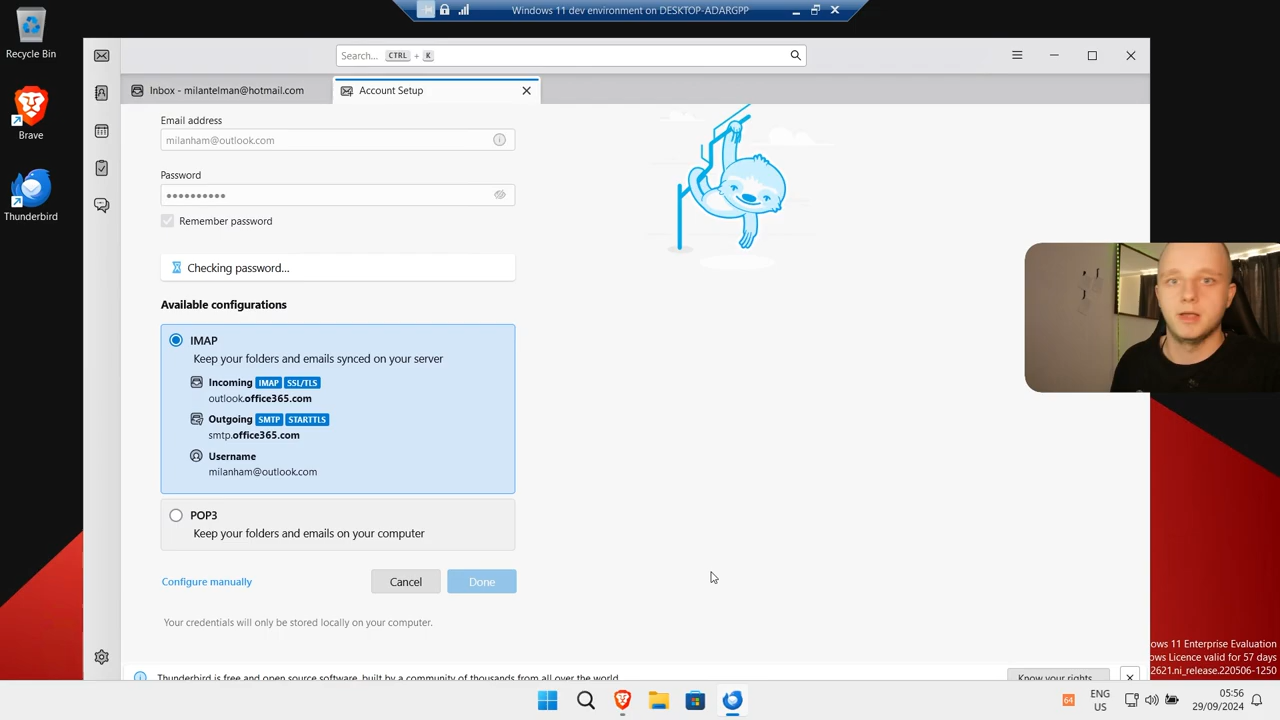 Windows 11 dev environment on DESKTOP-ADARGPP
Recycle Bin
Brave
Thunderbird
Search... CTRL + K
Inbox - milantelman@hotmail.com
Account Setup
Email address
milanham@outlook.com
Password
••••••••••
Remember password
Checking password...
Available configurations
IMAP
Keep your folders and emails synced on your server
Incoming IMAP SSL/TLS
outlook.office365.com
Outgoing SMTP STARTTLS
smtp.office365.com
Username
milanham@outlook.com
POP3
Keep your folders and emails on your computer
Configure manually
Cancel
Done
Your credentials will only be stored locally on your computer.
Thunderbird is free and open source software, built by a community of thousands from all over the world.
Know your rights...
ows 11 Enterprise Evaluation
ows Licence valid for 57 days
2621.ni_release.220506-1250
64
ENG
US
05:56
29/09/2024